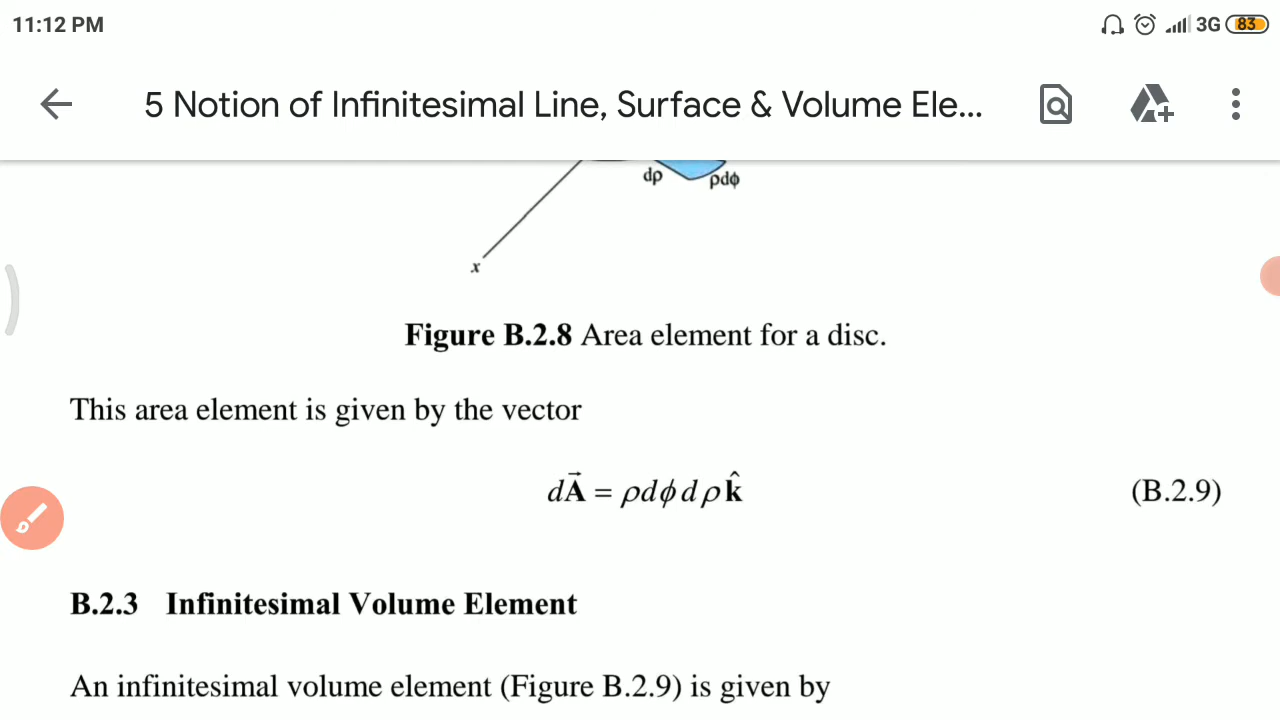 11:12 PM
3G 83
5 Notion of Infinitesimal Line, Surface & Volume Ele...
dρ
ρdϕ
x
Figure B.2.8 Area element for a disc.
This area element is given by the vector
dA⃗ = ρdϕdρk̂ (B.2.9)
B.2.3 Infinitesimal Volume Element
An infinitesimal volume element (Figure B.2.9) is given by